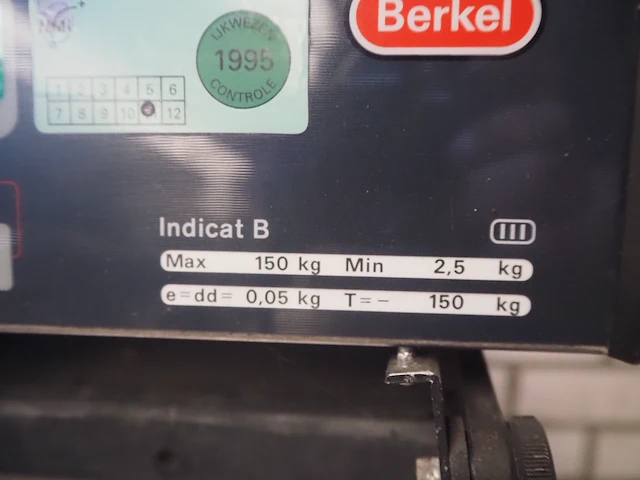 Berkel
NMi
IJKWEZEN
1995
CONTROLE
1 2 3 4 5 6
7 8 9 10 12
Indicat B
III
Max 150 kg Min 2,5 kg
e=dd= 0,05 kg T=- 150 kg